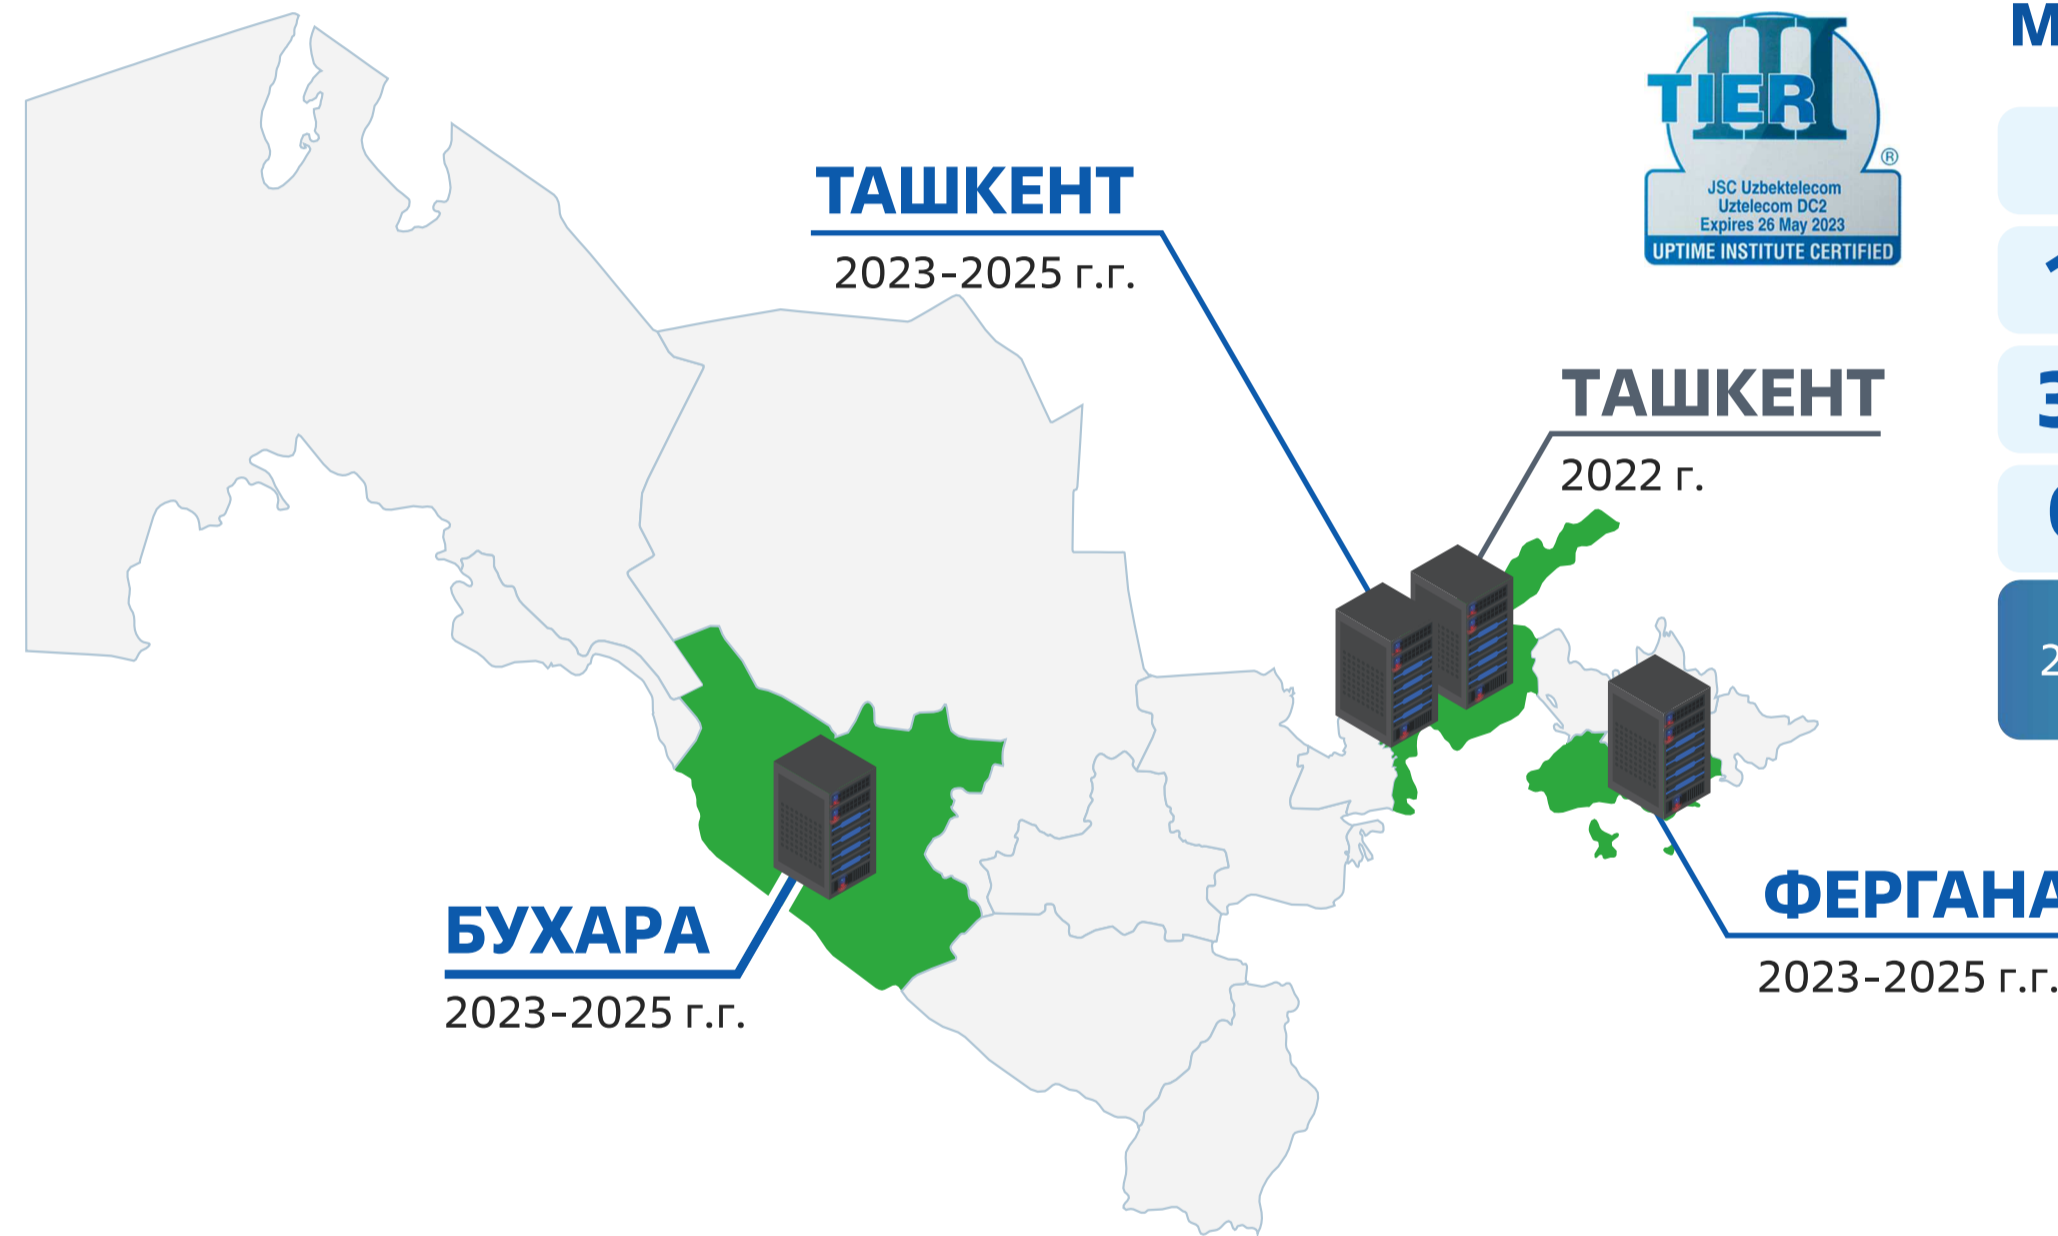 III
TIER
®
JSC Uzbektelecom
Uztelecom DC2
Expires 26 May 2023
UPTIME INSTITUTE CERTIFIED
ТАШКЕНТ
2023-2025 г.г.
ТАШКЕНТ
2022 г.
БУХАРА
2023-2025 г.г.
ФЕРГАНА
2023-2025 г.г.